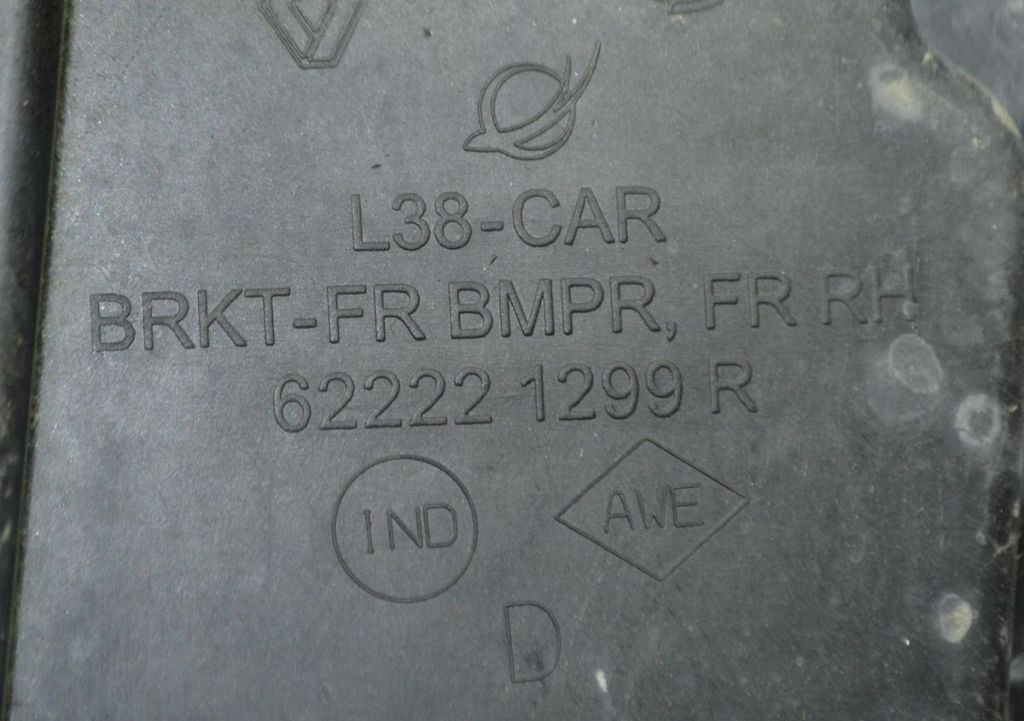 L38-CAR
BRKT-FR BMPR, FR RH
62222 1299 R
IND AWE
D